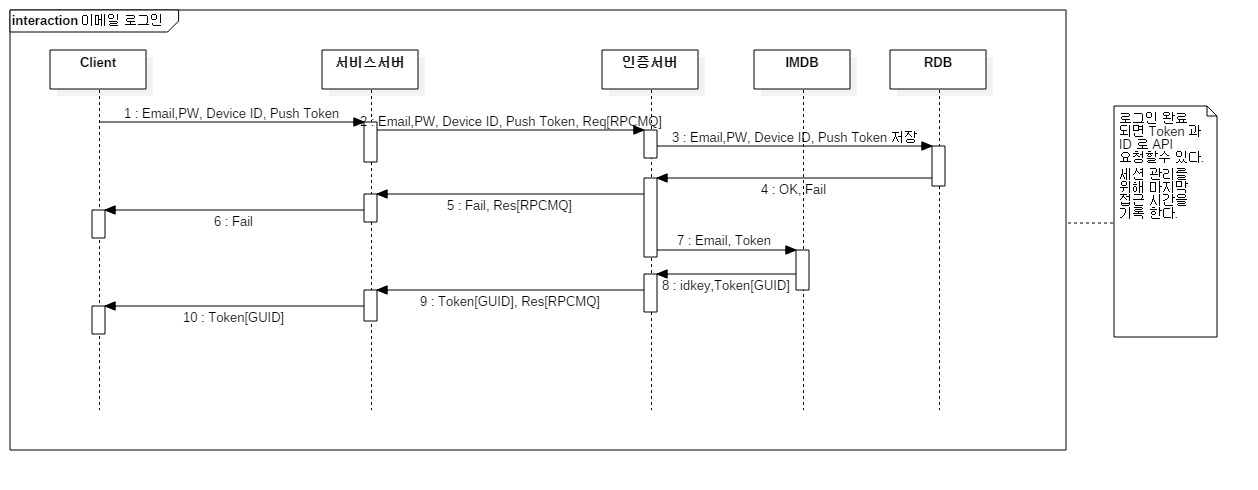 interaction 이메일 로그인
Client
서비스서버
인증서버
IMDB
RDB
1 : Email,PW, Device ID, Push Token
2 : Email,PW, Device ID, Push Token, Req[RPCMQ]
3 : Email,PW, Device ID, Push Token 저장
4 : OK, Fail
5 : Fail, Res[RPCMQ]
6 : Fail
7 : Email, Token
8 : idkey,Token[GUID]
9 : Token[GUID], Res[RPCMQ]
10 : Token[GUID]
로그인 완료
되면 Token 과
ID 로 API
요청할수 있다.
세션 관리를
위해 마지막
접근 시간을
기록 한다.